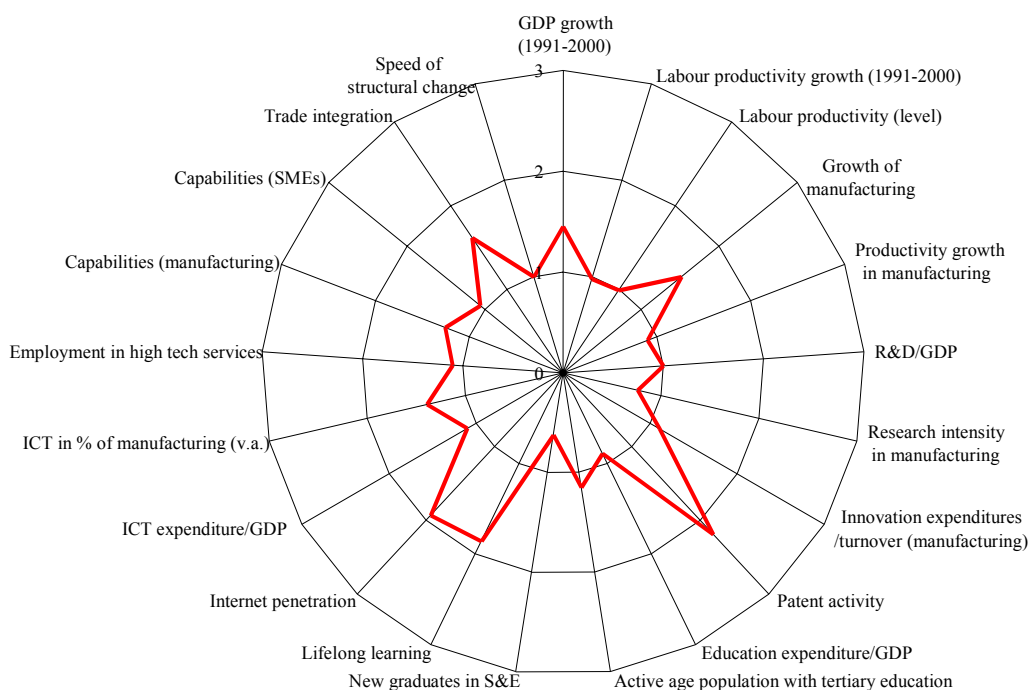 GDP growth
(1991-2000)
Labour productivity growth (1991-2000)
Labour productivity (level)
Growth of
manufacturing
Productivity growth
in manufacturing
R&D/GDP
Research intensity
in manufacturing
Innovation expenditures
/turnover (manufacturing)
Patent activity
Education expenditure/GDP
Active age population with tertiary education
New graduates in S&E
Lifelong learning
Internet penetration
ICT expenditure/GDP
ICT in % of manufacturing (v.a.)
Employment in high tech services
Capabilities (manufacturing)
Capabilities (SMEs)
Trade integration
Speed of
structural change
3
2
1
0